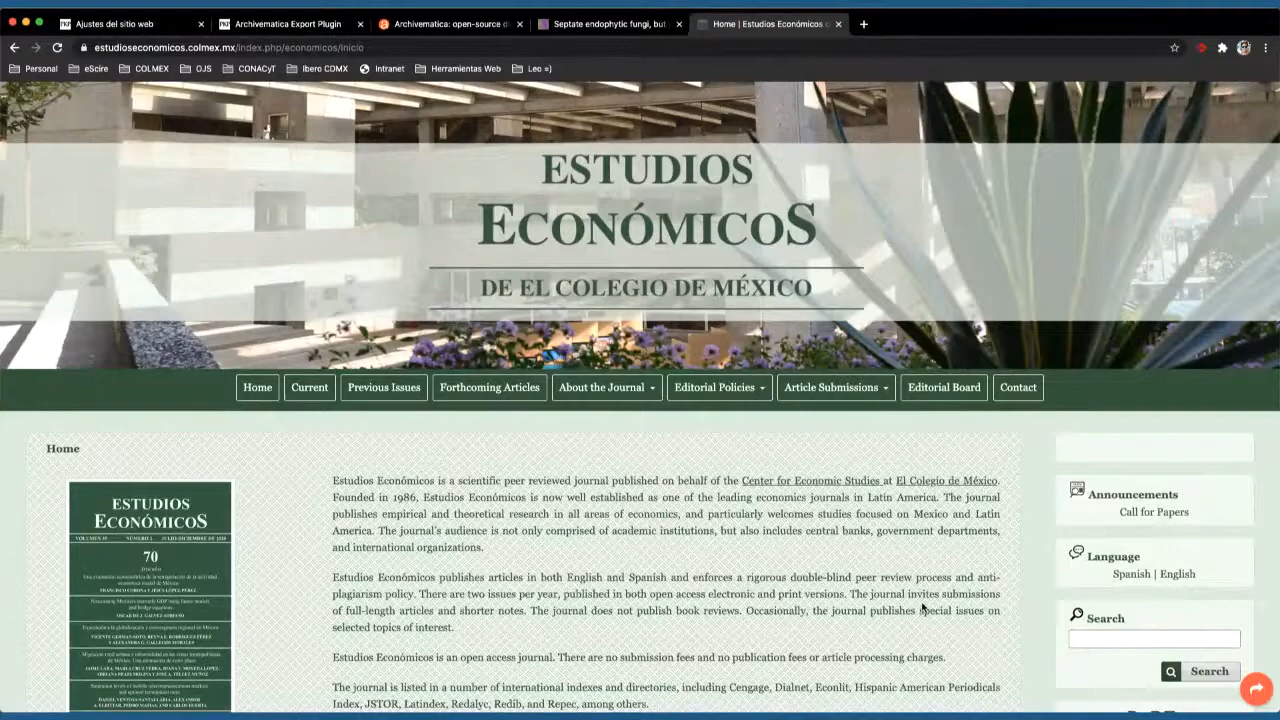 Ajustes del sitio web
Archivematica Export Plugin
Archivematica: open-source d
Septate endophytic fungi, but
Home | Estudios Económicos
estudioseconomicos.colmex.mx/index.php/economicos/inicio
Personal
eScire
COLMEX
OJS
CONACyT
Ibero CDMX
Intranet
Herramientas Web
Leo =)
ESTUDIOS
ECONÓMICOS
DE EL COLEGIO DE MÉXICO
Home
Current
Previous Issues
Forthcoming Articles
About the Journal
Editorial Policies
Article Submissions
Editorial Board
Contact
Home
ESTUDIOS
ECONÓMICOS
NÚMERO 2 JULIO-DICIEMBRE DE 2020
70
Artículos
Estudios Económicos is a scientific peer reviewed journal published on behalf of the Center for Economic Studies at El Colegio de México.
Founded in 1986, Estudios Económicos is now well established as one of the leading economics journals in Latin America. The journal
publishes empirical and theoretical research in all areas of economics, and particularly welcomes studies focused on Mexico and Latin
America. The journal's audience is mainly comprised of academic institutions, but also includes central banks, government departments,
and international organizations.
Estudios Económicos publishes articles both in English and Spanish and enforces a rigorous double-blind peer review process and anti-
plagiarism policy. There are two issues per year with open access electronic and print versions. The journal invites submissions
of full-length articles and shorter notes. The journal does not publish book reviews. Occasionally, the journal publishes special issues on
selected topics of interest.
Estudios Económicos is an open access journal with no submission fees and no publication or processing charges.
The journal is listed in a number of international indexes and directories, including Cengage, Dialnet, EBSCO, Hispanic American Periodical
Index, JSTOR, Latindex, Redalyc, Redib, and Repec, among others.
Announcements
Call for Papers
Language
Spanish | English
Search
Search